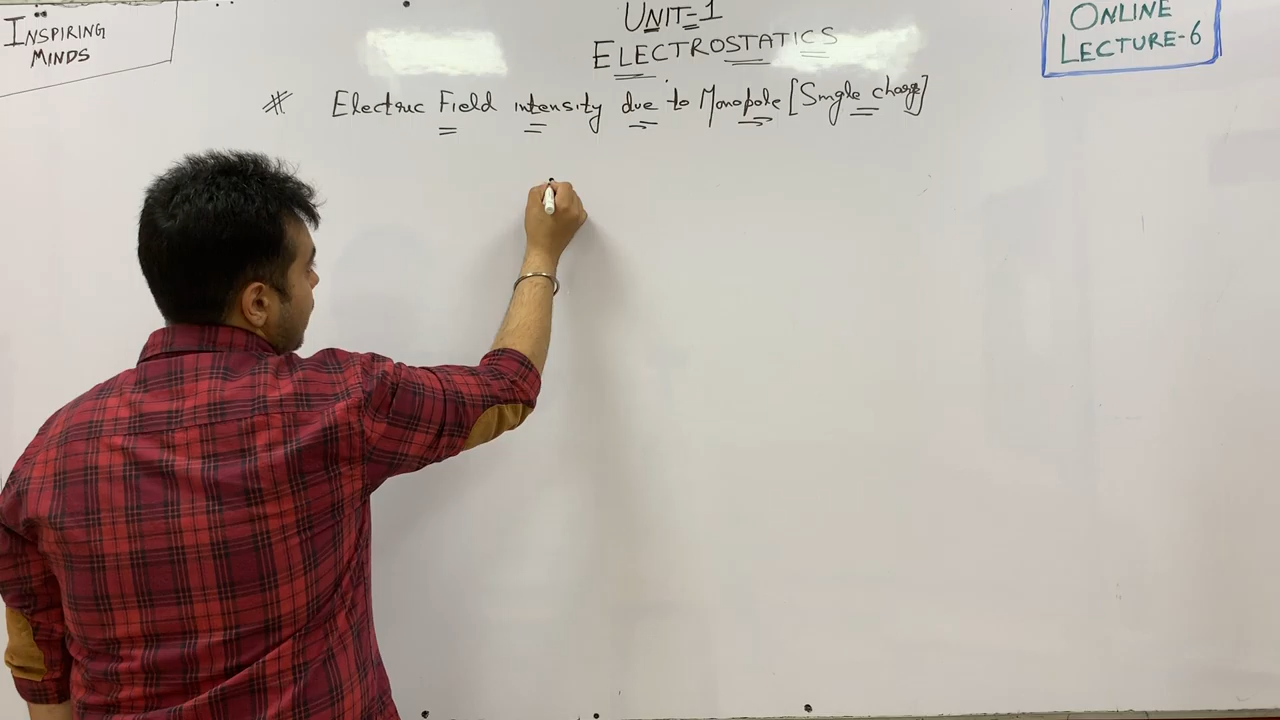 INSPIRING
MINDS
UNIT-1
ELECTROSTATICS
ONLINE
LECTURE-6
# Electric Field intensity due to Monopole [Single charge]